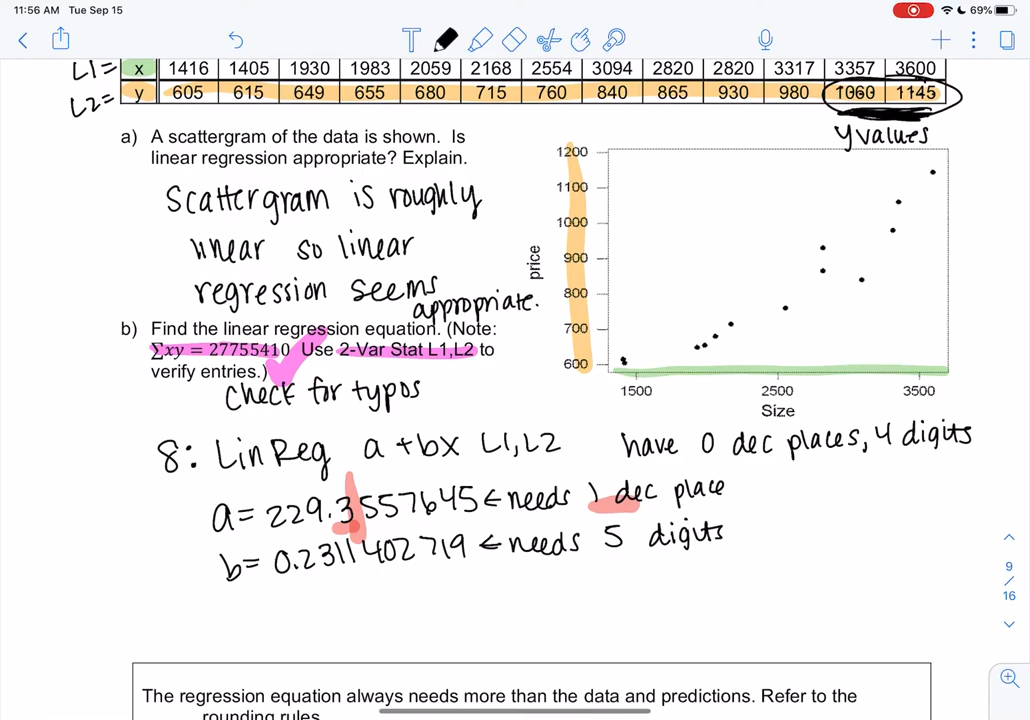 11:56 AM Tue Sep 15
69%
L1= x 1416 1405 1930 1983 2059 2168 2554 3094 2820 2820 3317 3357 3600
L2= y 605 615 649 655 680 715 760 840 865 930 980 1060 1145
y values
a) A scattergram of the data is shown. Is
linear regression appropriate? Explain.
Scattergram is roughly
linear so linear
regression seems
appropriate.
1200
1100
1000
900
800
700
600
price
1500 2500 3500
Size
b) Find the linear regression equation. (Note:
∑xy = 27755410 Use 2-Var Stat L1,L2 to
verify entries.)
Check for typos
8: LinReg a+bx L1,L2 have 0 dec places, 4 digits
a= 229.3557645 ← needs 1 dec place
b= 0.2311402719 ← needs 5 digits
9
/
16
The regression equation always needs more than the data and predictions. Refer to the
rounding rules